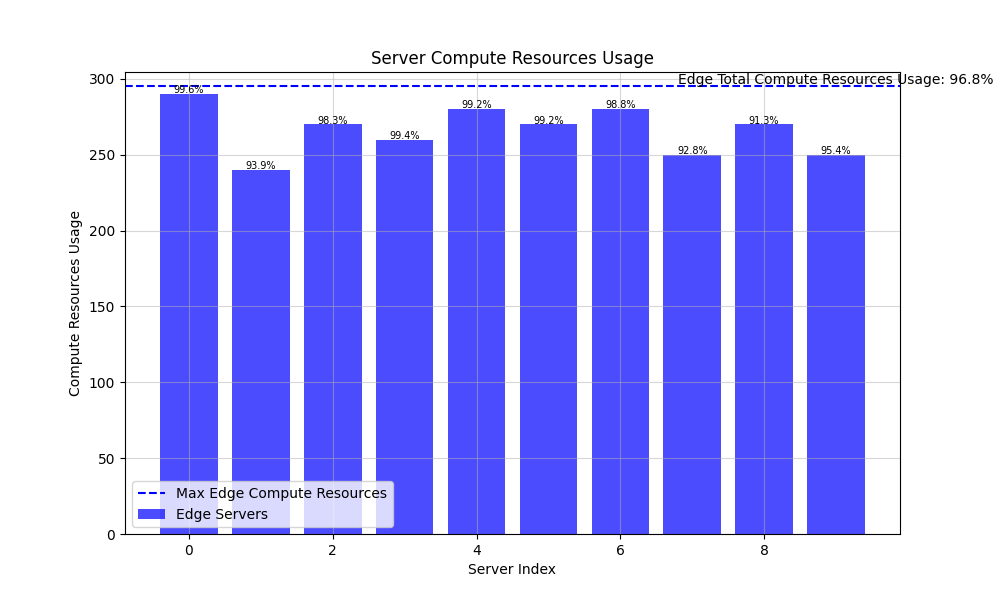 Server Compute Resources Usage
Edge Total Compute Resources Usage: 96.8%
300
250
200
150
100
50
0
Compute Resources Usage
99.6%
93.9%
98.3%
99.4%
99.2%
99.2%
98.8%
92.8%
91.3%
95.4%
Max Edge Compute Resources
Edge Servers
0 2 4 6 8
Server Index